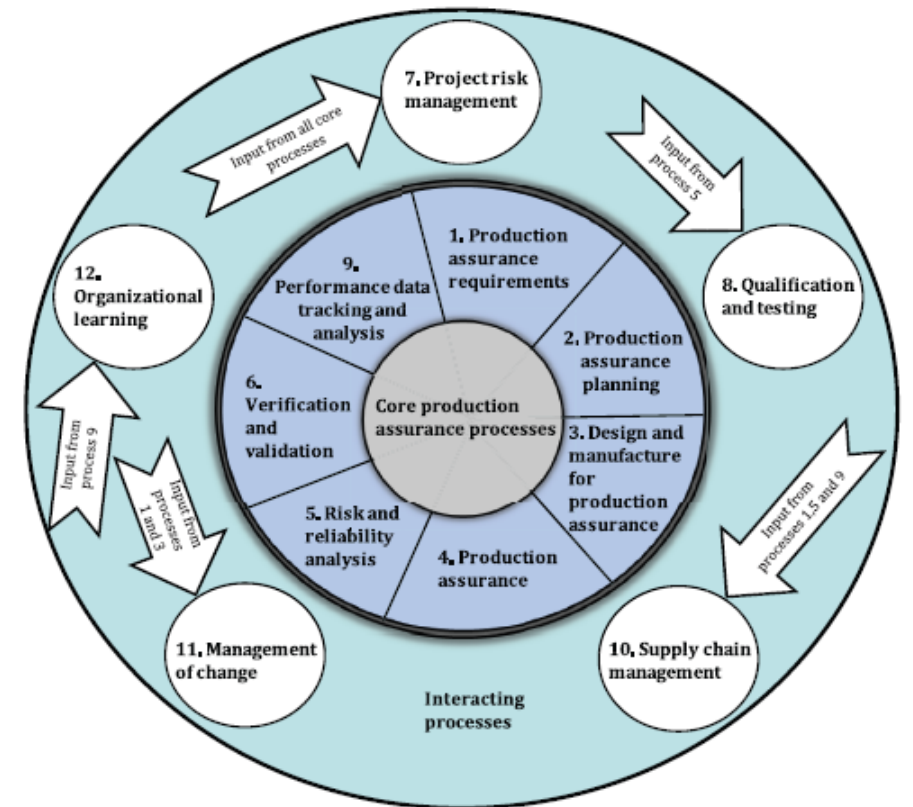 7. Project risk
management
Input from all core
processes
Input from
process 5
1. Production
assurance
requirements
9.
Performance data
tracking and
analysis
12.
Organizational
learning
8. Qualification
and testing
2. Production
assurance
planning
6.
Verification
and
validation
Core production
assurance processes
3. Design and
manufacture
for
production
assurance
Input from
process 9
Input from
processes
1 and 3
Input from
processes 1,5 and 9
5. Risk and
reliability
analysis
4. Production
assurance
11. Management
of change
10. Supply chain
management
Interacting
processes